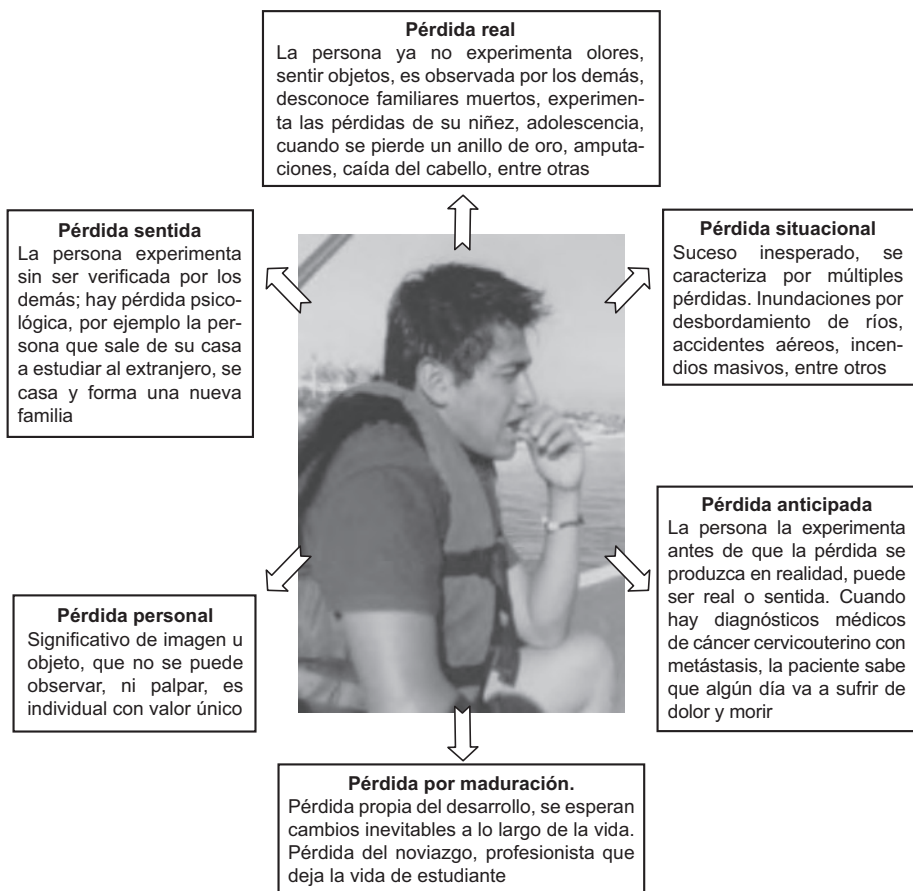 Pérdida real
La persona ya no experimenta olores,
sentir objetos, es observada por los demás,
desconoce familiares muertos, experimen-
ta las pérdidas de su niñez, adolescencia,
cuando se pierde un anillo de oro, amputa-
ciones, caída del cabello, entre otras
Pérdida sentida
La persona experimenta
sin ser verificada por los
demás; hay pérdida psico-
lógica, por ejemplo la per-
sona que sale de su casa
a estudiar al extranjero, se
casa y forma una nueva
familia
Pérdida situacional
Suceso inesperado, se
caracteriza por múltiples
pérdidas. Inundaciones por
desbordamiento de ríos,
accidentes aéreos, incen-
dios masivos, entre otros
Pérdida personal
Significativo de imagen u
objeto, que no se puede
observar, ni palpar, es
individual con valor único
Pérdida anticipada
La persona la experimenta
antes de que la pérdida se
produzca en realidad, puede
ser real o sentida. Cuando
hay diagnósticos médicos
de cáncer cervicouterino con
metástasis, la paciente sabe
que algún día va a sufrir de
dolor y morir
Pérdida por maduración.
Pérdida propia del desarrollo, se esperan
cambios inevitables a lo largo de la vida.
Pérdida del noviazgo, profesionista que
deja la vida de estudiante